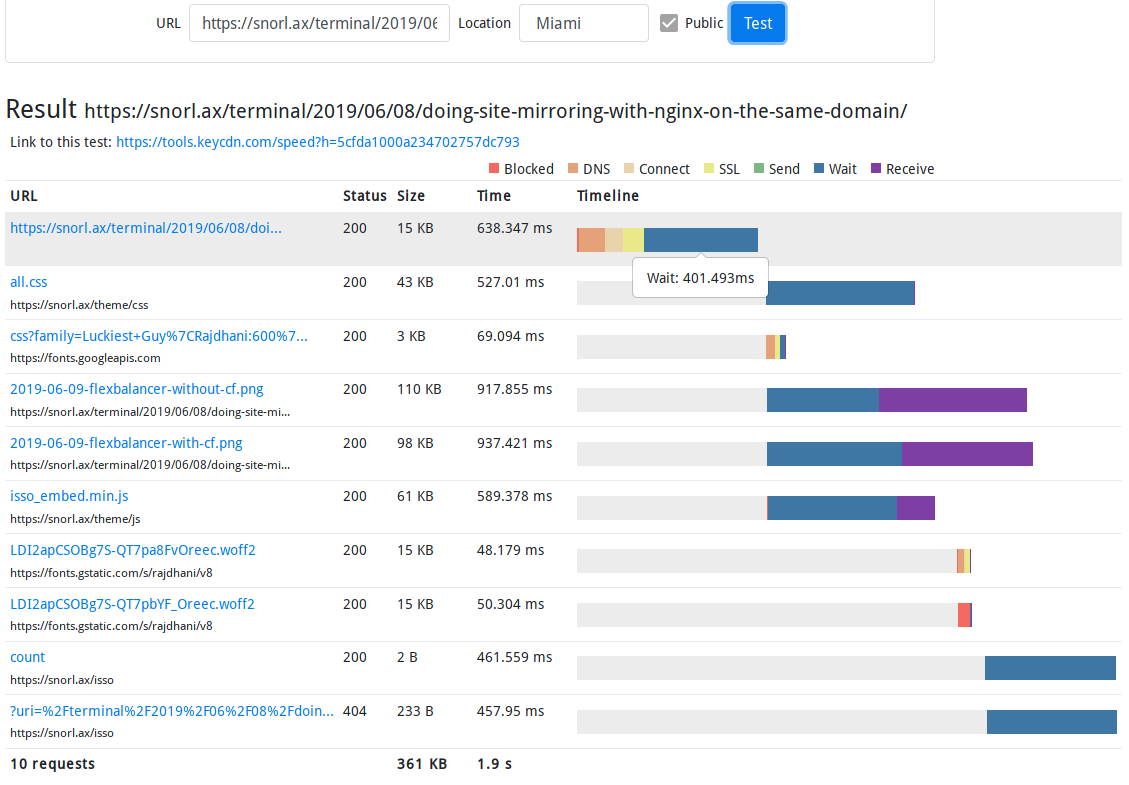 URL https://snorl.ax/terminal/2019/06 Location Miami Public Test
Result https://snorl.ax/terminal/2019/06/08/doing-site-mirroring-with-nginx-on-the-same-domain/
Link to this test: https://tools.keycdn.com/speed?h=5cfda1000a234702757dc793
Blocked DNS Connect SSL Send Wait Receive
URL Status Size Time Timeline
https://snorl.ax/terminal/2019/06/08/doi... 200 15 KB 638.347 ms
Wait: 401.493ms
all.css 200 43 KB 527.01 ms
https://snorl.ax/theme/css
css?family=Luckiest+Guy%7CRajdhani:600%7... 200 3 KB 69.094 ms
https://fonts.googleapis.com
2019-06-09-flexbalancer-without-cf.png 200 110 KB 917.855 ms
https://snorl.ax/terminal/2019/06/08/doing-site-mi...
2019-06-09-flexbalancer-with-cf.png 200 98 KB 937.421 ms
https://snorl.ax/terminal/2019/06/08/doing-site-mi...
isso_embed.min.js 200 61 KB 589.378 ms
https://snorl.ax/theme/js
LDI2apCSOBg7S-QT7pa8FvOreec.woff2 200 15 KB 48.179 ms
https://fonts.gstatic.com/s/rajdhani/v8
LDI2apCSOBg7S-QT7pbYF_Oreec.woff2 200 15 KB 50.304 ms
https://fonts.gstatic.com/s/rajdhani/v8
count 200 2 B 461.559 ms
https://snorl.ax/isso
?uri=%2Fterminal%2F2019%2F06%2F08%2Fdoin... 404 233 B 457.95 ms
https://snorl.ax/isso
10 requests 361 KB 1.9 s